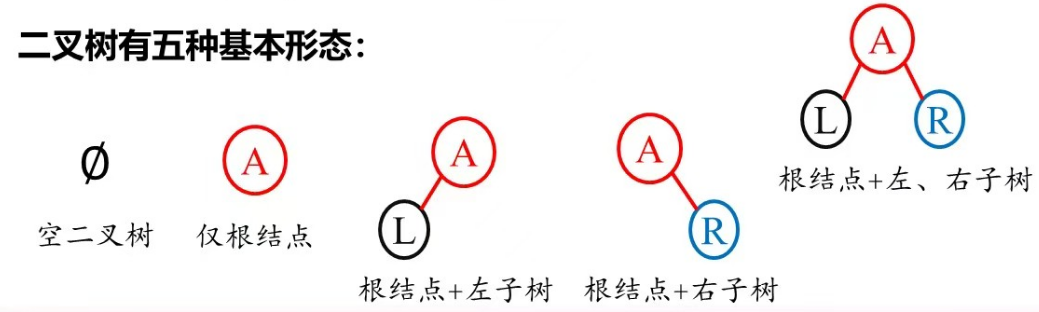 二叉树有五种基本形态：
∅
空二叉树
A
仅根结点
A
L
根结点+左子树
A
R
根结点+右子树
A
L R
根结点+左、右子树